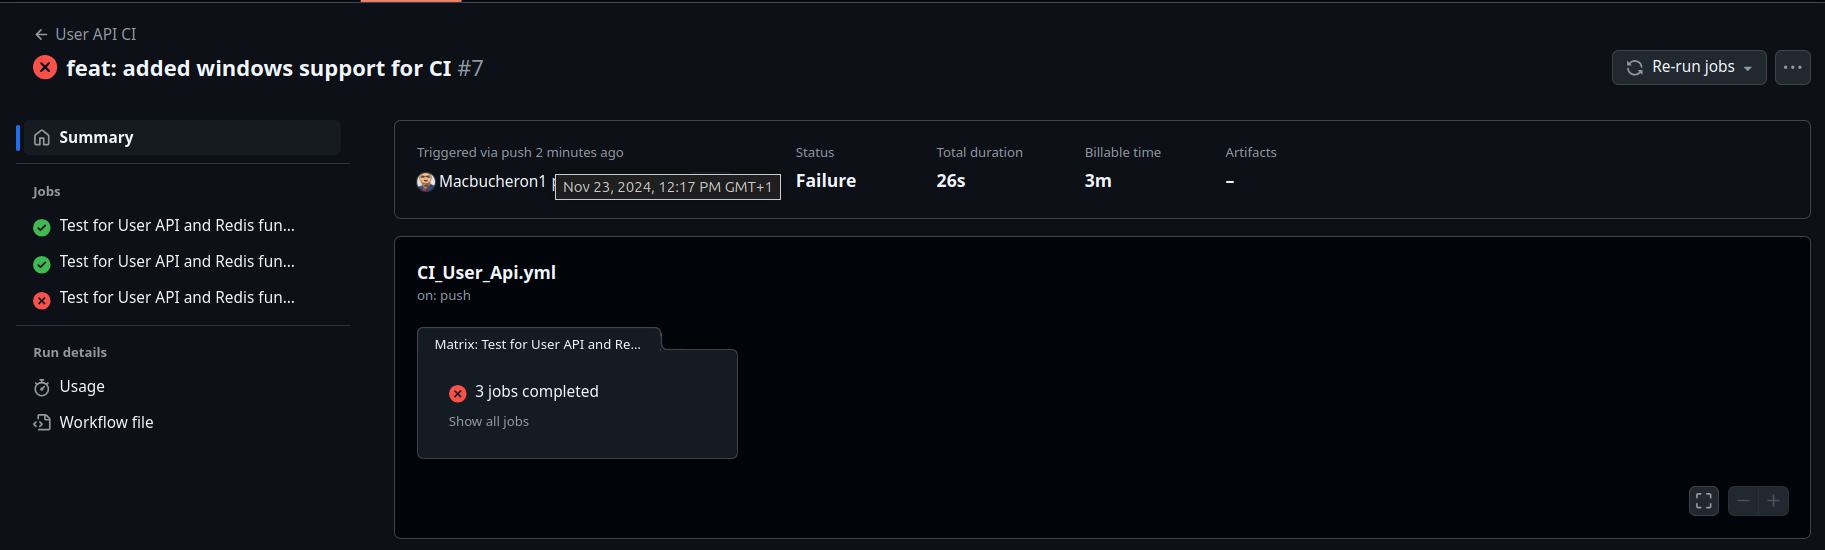 User API CI
feat: added windows support for CI #7
Re-run jobs
Summary
Jobs
Test for User API and Redis fun...
Test for User API and Redis fun...
Test for User API and Redis fun...
Run details
Usage
Workflow file
Triggered via push 2 minutes ago
Macbucheron1
Nov 23, 2024, 12:17 PM GMT+1
Status
Failure
Total duration
26s
Billable time
3m
Artifacts
–
CI_User_Api.yml
on: push
Matrix: Test for User API and Re...
3 jobs completed
Show all jobs